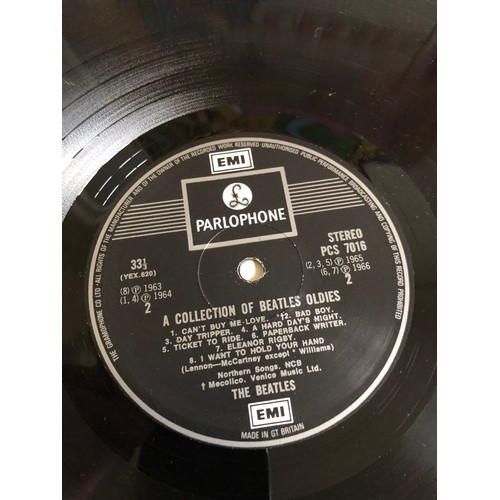 THE GRAMOPHONE CO LTD·ALL RIGHTS OF THE MANUFACTURER AND OF THE OWNER OF THE RECORDED WORK RESERVED·UNAUTHORISED PUBLIC PERFORMANCE BROADCASTING AND COPYING OF THIS RECORD PROHIBITED
EMI
£
PARLOPHONE
33⅓
(YEX.620)
STEREO
PCS 7016
(8) Ⓟ 1963
(1, 4) Ⓟ 1964
2
(2, 3, 5) Ⓟ 1965
(6, 7) Ⓟ 1966
2
A COLLECTION OF BEATLES OLDIES
1. CAN'T BUY ME LOVE. *†2. BAD BOY.
3. DAY TRIPPER. 4. A HARD DAY'S NIGHT.
5. TICKET TO RIDE. 6. PAPERBACK WRITER.
7. ELEANOR RIGBY.
8. I WANT TO HOLD YOUR HAND
(Lennon—McCartney except * Williams)
Northern Songs. NCB
† Mecolico. Venice Music Ltd.
THE BEATLES
EMI
MADE IN GT BRITAIN